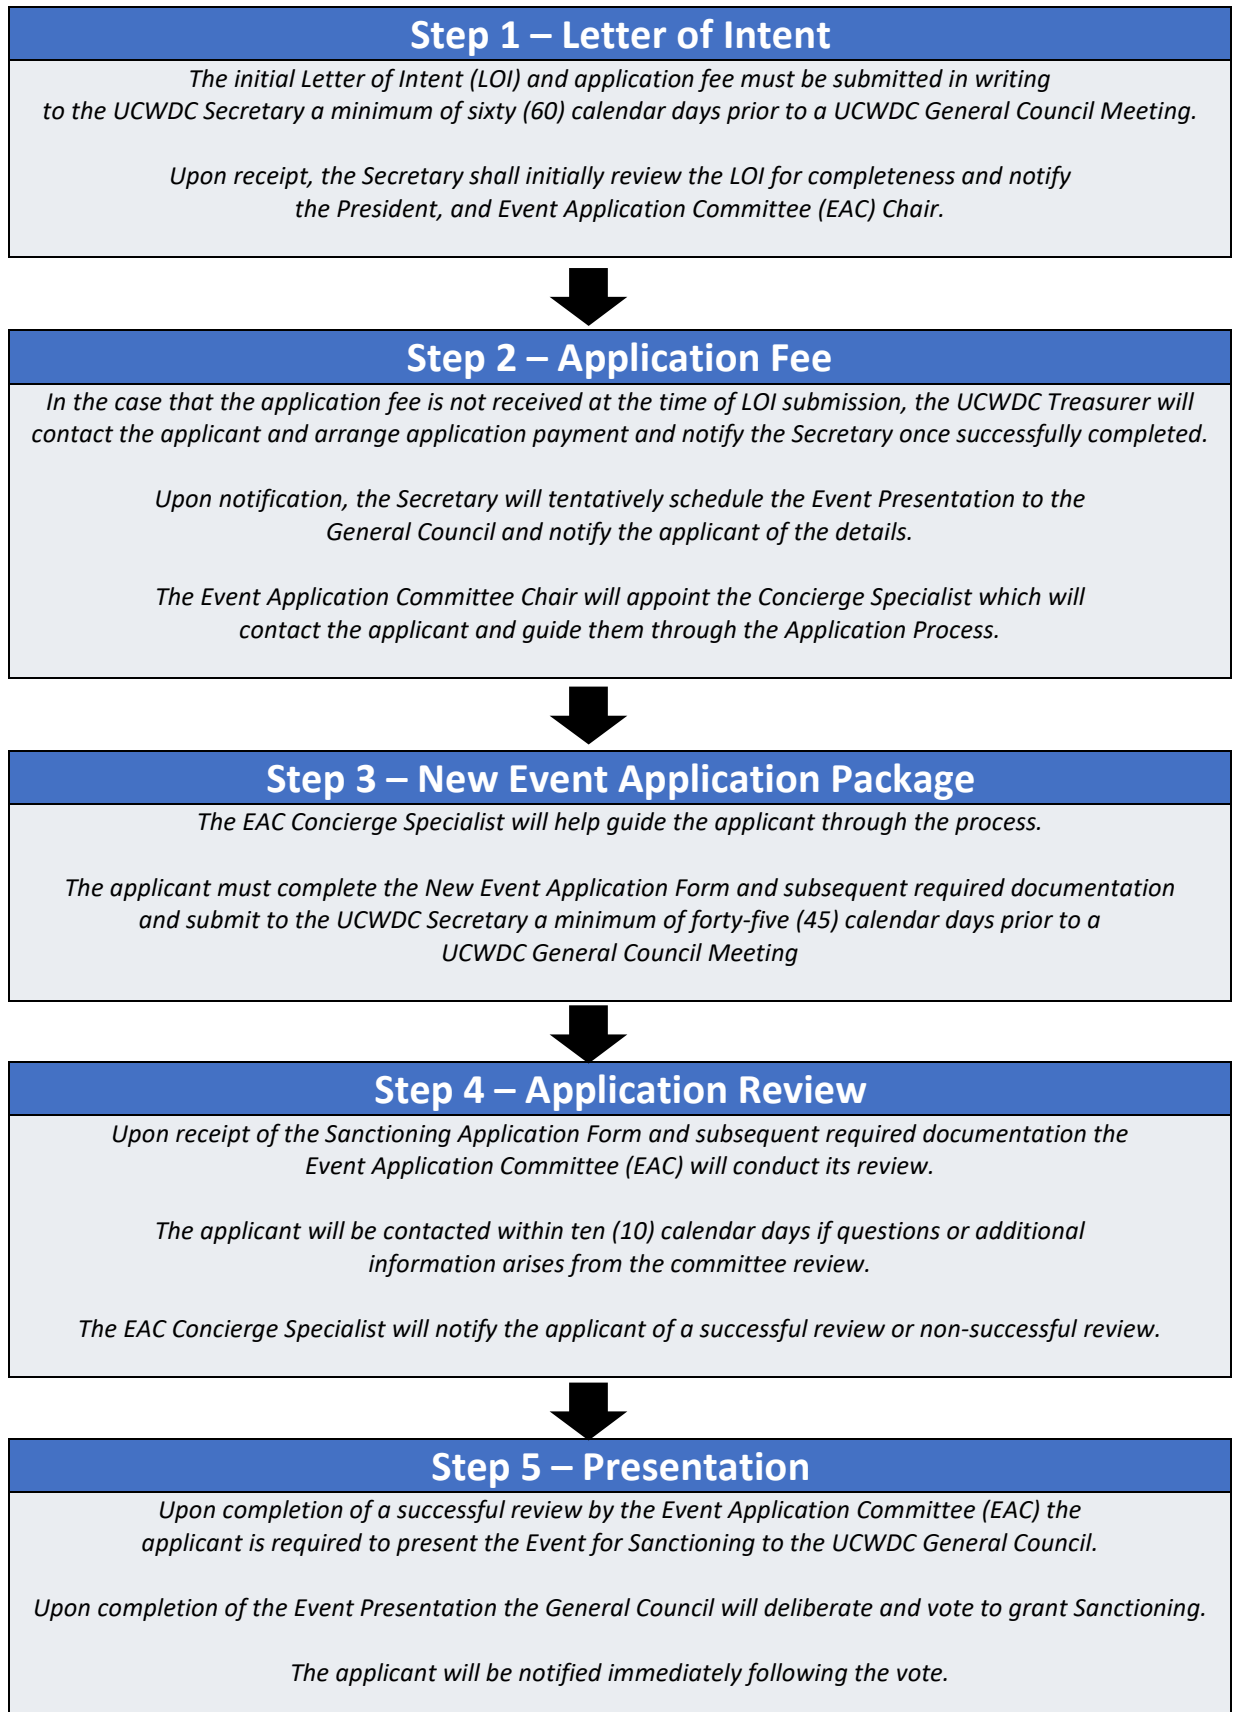 Step 1 – Letter of Intent
The initial Letter of Intent (LOI) and application fee must be submitted in writing
to the UCWDC Secretary a minimum of sixty (60) calendar days prior to a UCWDC General Council Meeting.
Upon receipt, the Secretary shall initially review the LOI for completeness and notify
the President, and Event Application Committee (EAC) Chair.
Step 2 – Application Fee
In the case that the application fee is not received at the time of LOI submission, the UCWDC Treasurer will
contact the applicant and arrange application payment and notify the Secretary once successfully completed.
Upon notification, the Secretary will tentatively schedule the Event Presentation to the
General Council and notify the applicant of the details.
The Event Application Committee Chair will appoint the Concierge Specialist which will
contact the applicant and guide them through the Application Process.
Step 3 – New Event Application Package
The EAC Concierge Specialist will help guide the applicant through the process.
The applicant must complete the New Event Application Form and subsequent required documentation
and submit to the UCWDC Secretary a minimum of forty-five (45) calendar days prior to a
UCWDC General Council Meeting
Step 4 – Application Review
Upon receipt of the Sanctioning Application Form and subsequent required documentation the
Event Application Committee (EAC) will conduct its review.
The applicant will be contacted within ten (10) calendar days if questions or additional
information arises from the committee review.
The EAC Concierge Specialist will notify the applicant of a successful review or non-successful review.
Step 5 – Presentation
Upon completion of a successful review by the Event Application Committee (EAC) the
applicant is required to present the Event for Sanctioning to the UCWDC General Council.
Upon completion of the Event Presentation the General Council will deliberate and vote to grant Sanctioning.
The applicant will be notified immediately following the vote.